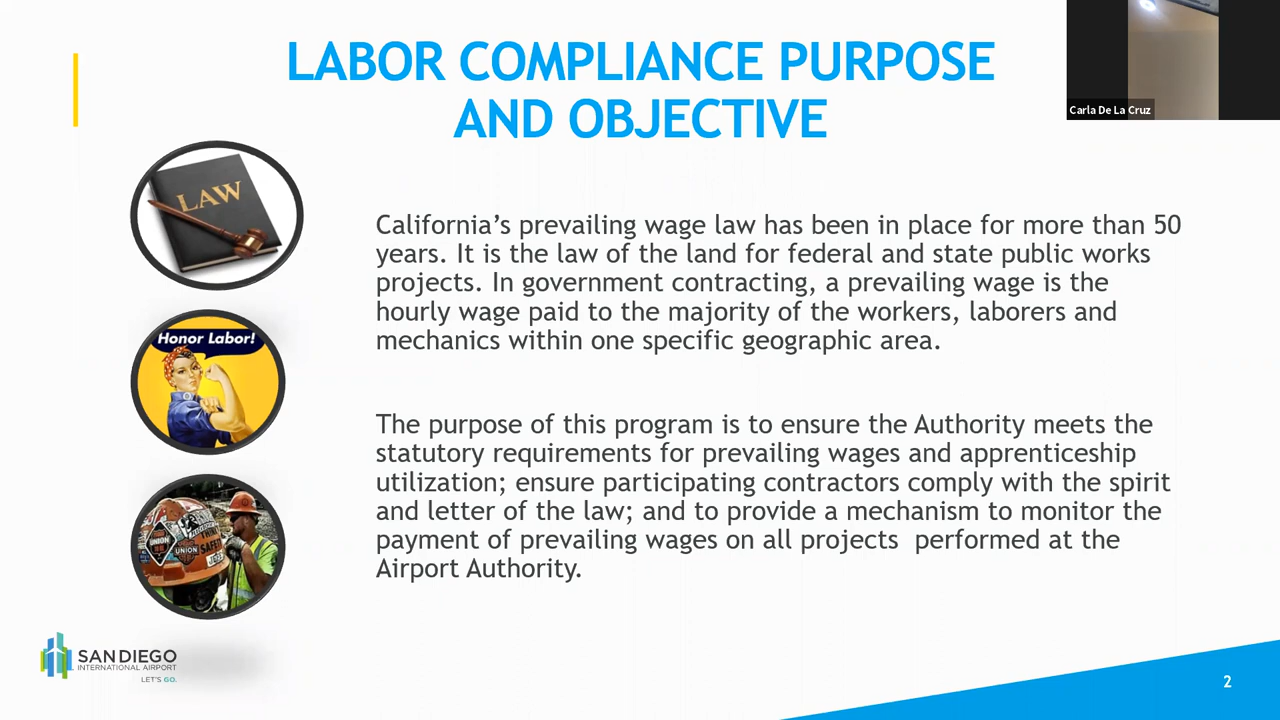 LABOR COMPLIANCE PURPOSE
AND OBJECTIVE
Carla De La Cruz
LAW
California’s prevailing wage law has been in place for more than 50
years. It is the law of the land for federal and state public works
projects. In government contracting, a prevailing wage is the
hourly wage paid to the majority of the workers, laborers and
mechanics within one specific geographic area.
Honor Labor!
The purpose of this program is to ensure the Authority meets the
statutory requirements for prevailing wages and apprenticeship
utilization; ensure participating contractors comply with the spirit
and letter of the law; and to provide a mechanism to monitor the
payment of prevailing wages on all projects  performed at the
Airport Authority.
UNION
UNION
SAN DIEGO
INTERNATIONAL AIRPORT
LET'S GO.
2